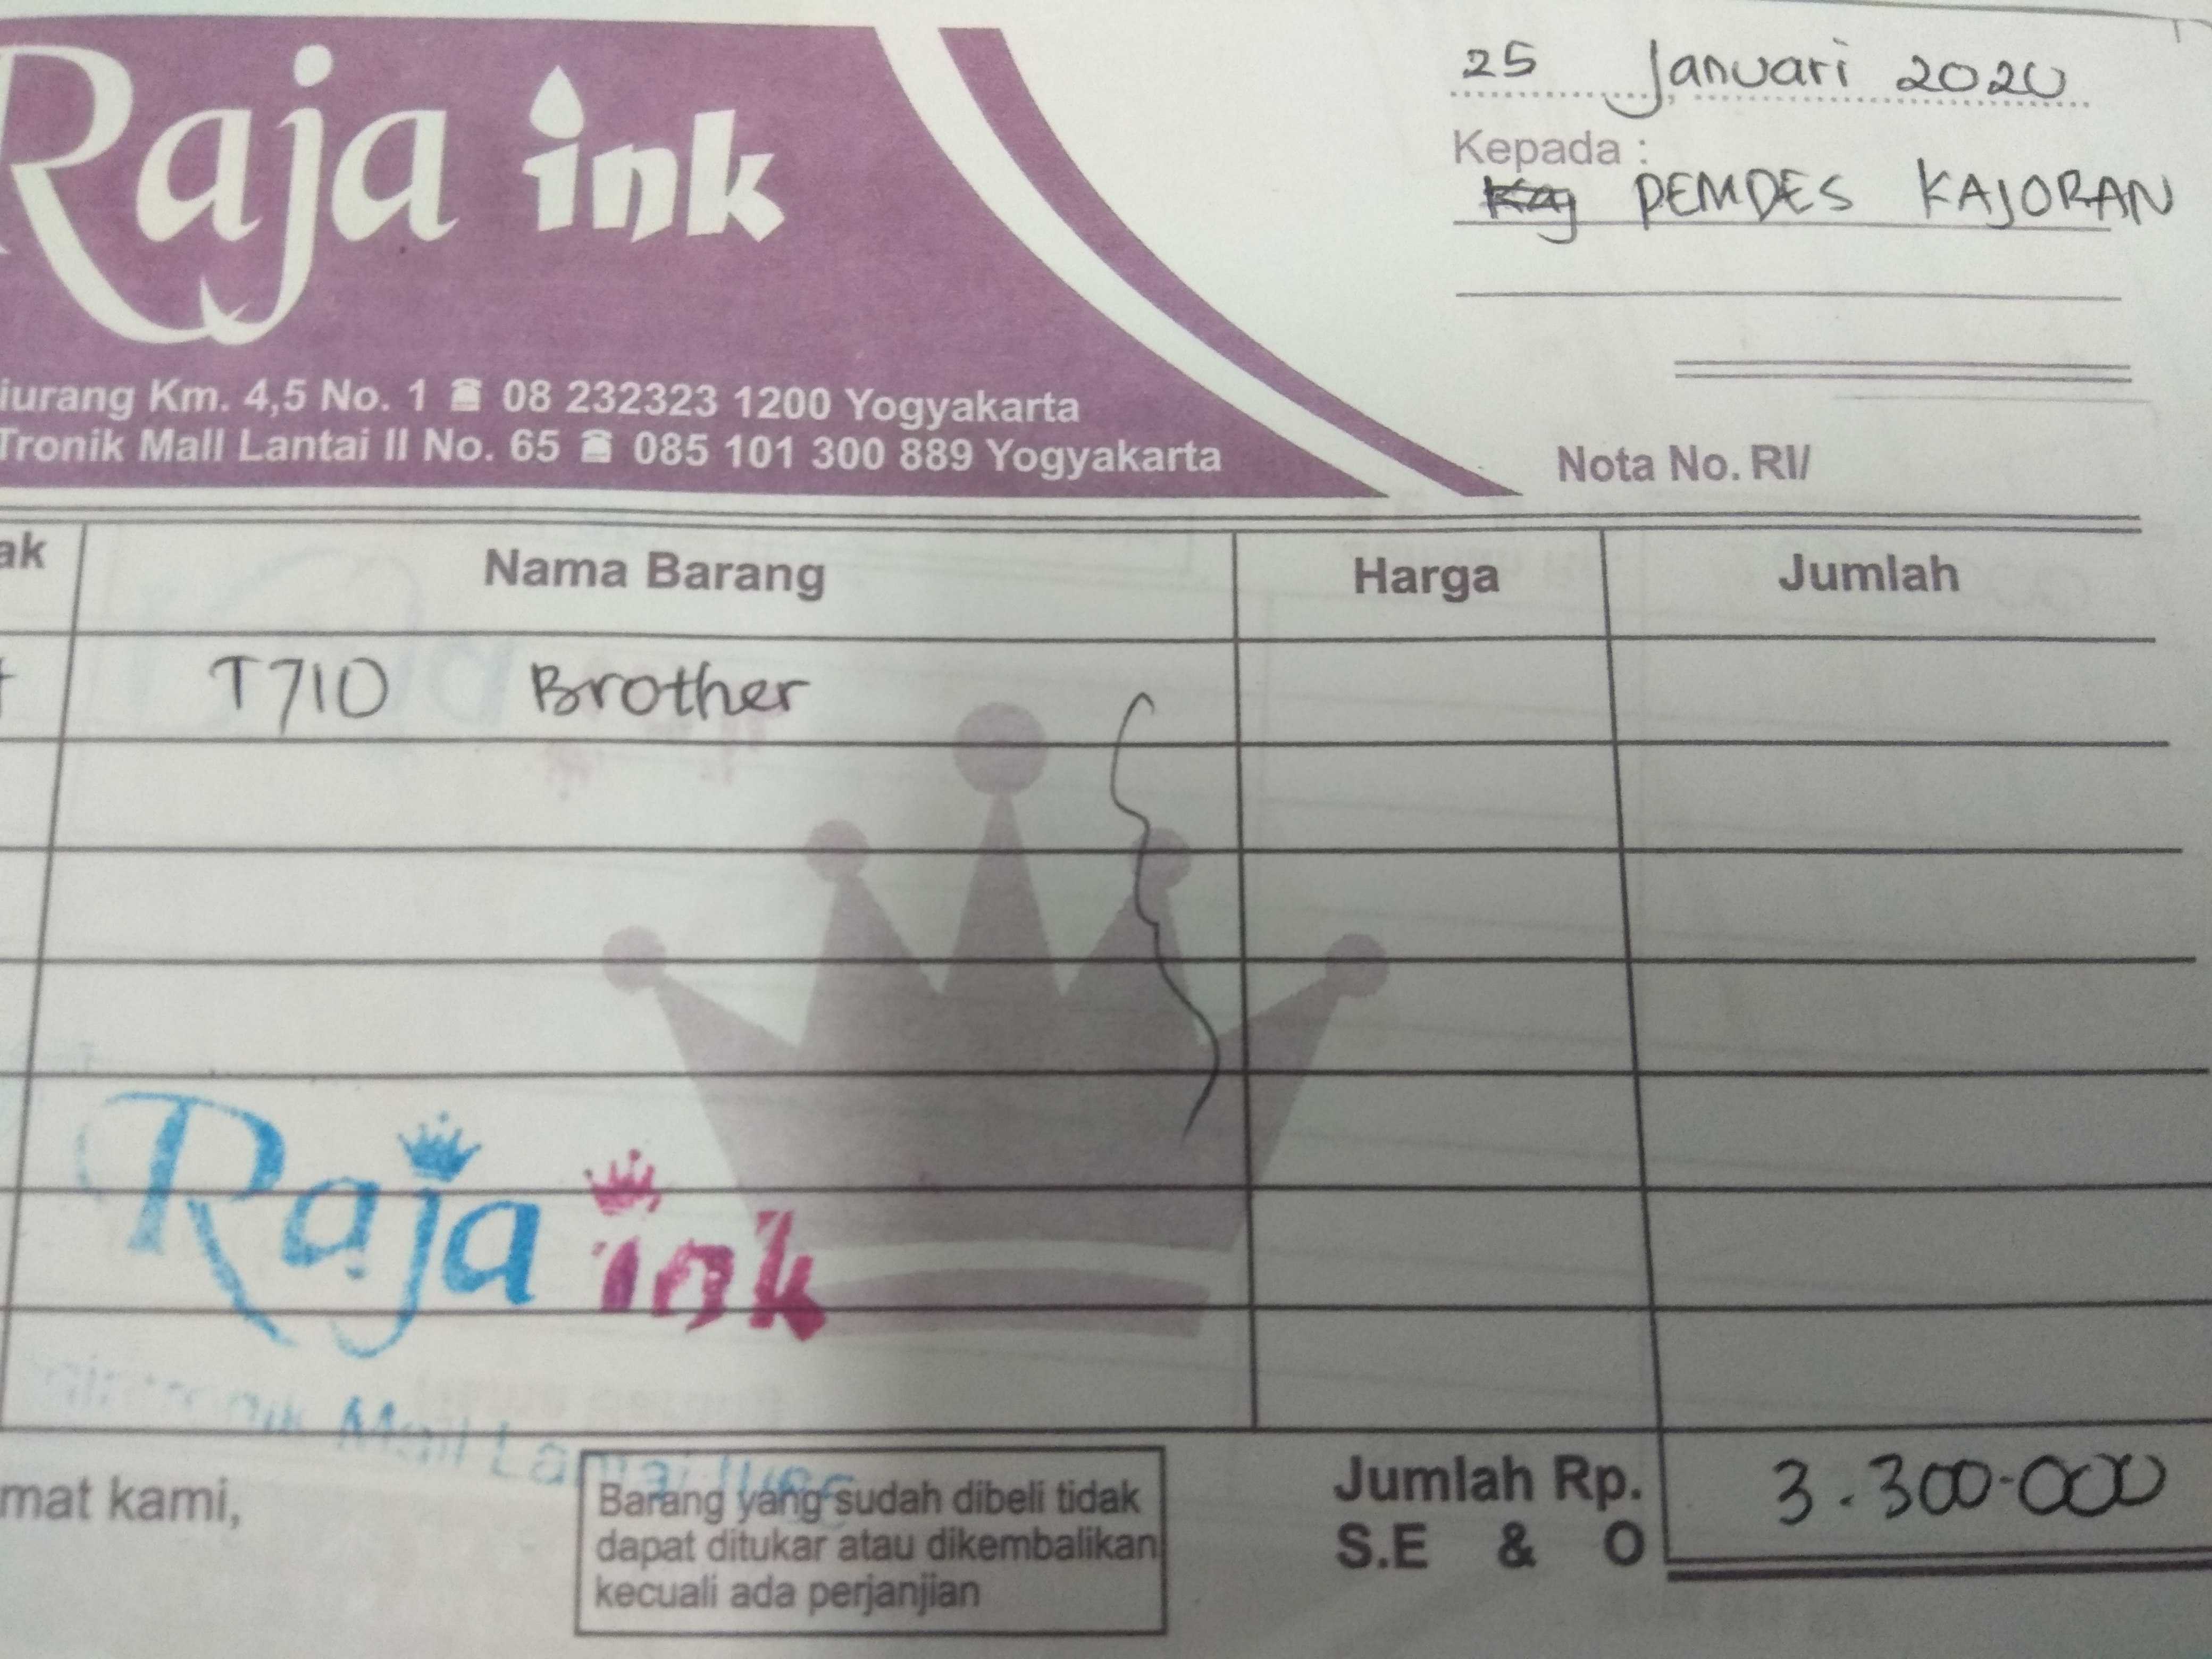 Raja ink
25 Januari 2020
Kepada :
PEMDES KAJORAN
iurang Km. 4,5 No. 1 ☎ 08 232323 1200 Yogyakarta
Tronik Mall Lantai II No. 65 ☎ 085 101 300 889 Yogyakarta
Nota No. RI/
ak Nama Barang Harga Jumlah
T710 Brother
Raja ink
Mall Lantai II
mat kami,
Barang yang sudah dibeli tidak
dapat ditukar atau dikembalikan
kecuali ada perjanjian
Jumlah Rp. 3.300.000
S.E & O